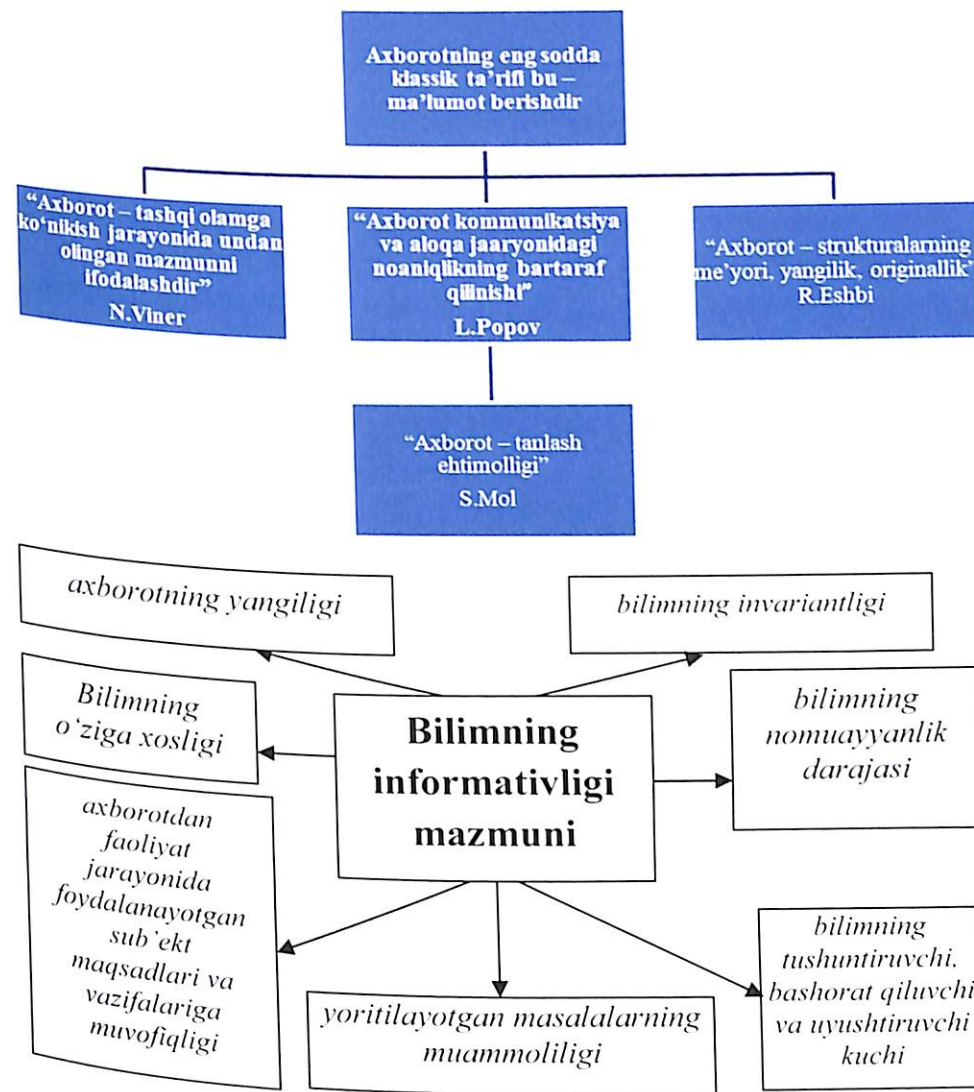 Axborotning eng sodda
klassik ta’rifi bu –
ma’lumot berishdir
“Axborot – tashqi olamga
ko‘nikish jarayonida undan
olingan mazmunni
ifodalashdir”
N.Viner
“Axborot kommunikatsiya
va aloqa jaaryonidagi
noaniqlikning bartaraf
qilinishi”
L.Popov
“Axborot – strukturalarning
me’yori, yangilik, originallik”
R.Eshbi
“Axborot – tanlash
ehtimolligi”
S.Mol
axborotning yangiligi
bilimning invariantligi
Bilimning
o‘ziga xosligi
Bilimning
informativligi
mazmuni
bilimning
nomuayyanlik
darajasi
axborotdan
faoliyat
jarayonida
foydalanayotgan
sub’ekt
maqsadlari va
vazifalariga
muvofiqligi
yoritilayotgan masalalarning
muammoliligi
bilimning
tushuntiruvchi,
bashorat qiluvchi
va uyushtiruvchi
kuchi